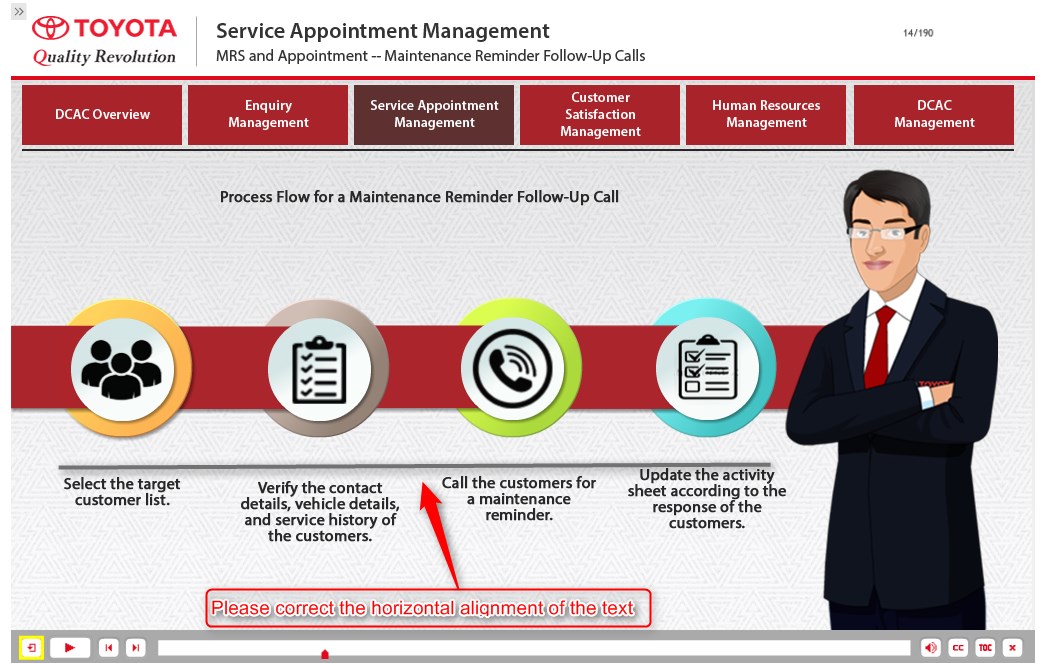 TOYOTA
Quality Revolution
Service Appointment Management
MRS and Appointment -- Maintenance Reminder Follow-Up Calls
14/190
DCAC Overview
Enquiry
Management
Service Appointment
Management
Customer
Satisfaction
Management
Human Resources
Management
DCAC
Management
Process Flow for a Maintenance Reminder Follow-Up Call
TOYOTA
Select the target
customer list.
Verify the contact
details, vehicle details,
and service history of
the customers.
Call the customers for
a maintenance
reminder.
Update the activity
sheet according to the
response of the
customers.
Please correct the horizontal alignment of the text
CC
TOC